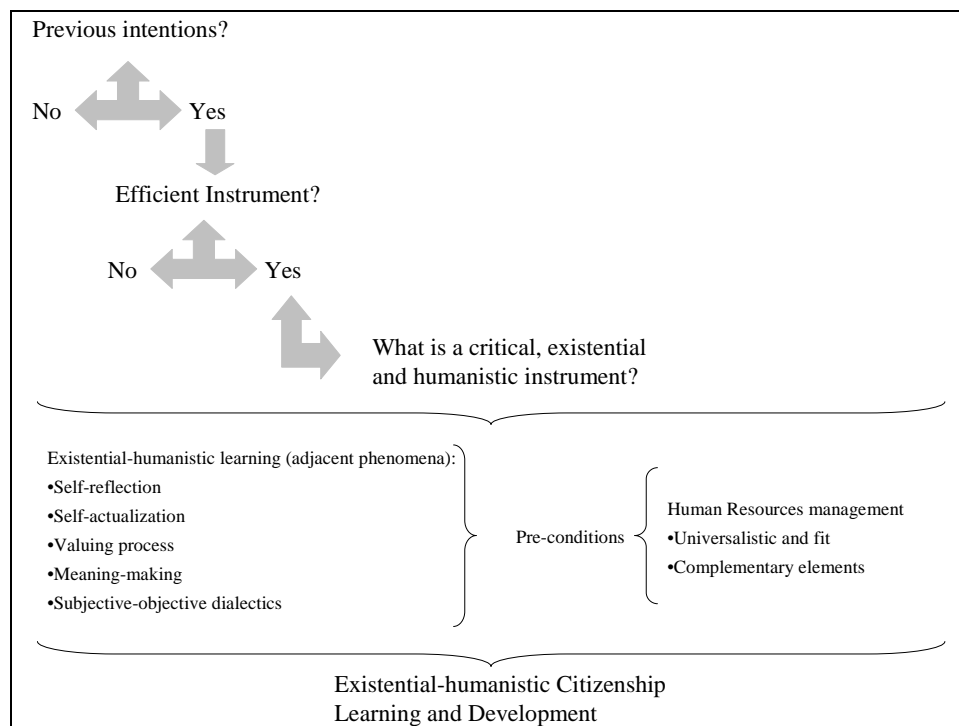 Previous intentions?
No Yes
Efficient Instrument?
No Yes
What is a critical, existential
and humanistic instrument?
Existential-humanistic learning (adjacent phenomena):
•Self-reflection
•Self-actualization
•Valuing process
•Meaning-making
•Subjective-objective dialectics
Pre-conditions
Human Resources management
•Universalistic and fit
•Complementary elements
Existential-humanistic Citizenship
Learning and Development